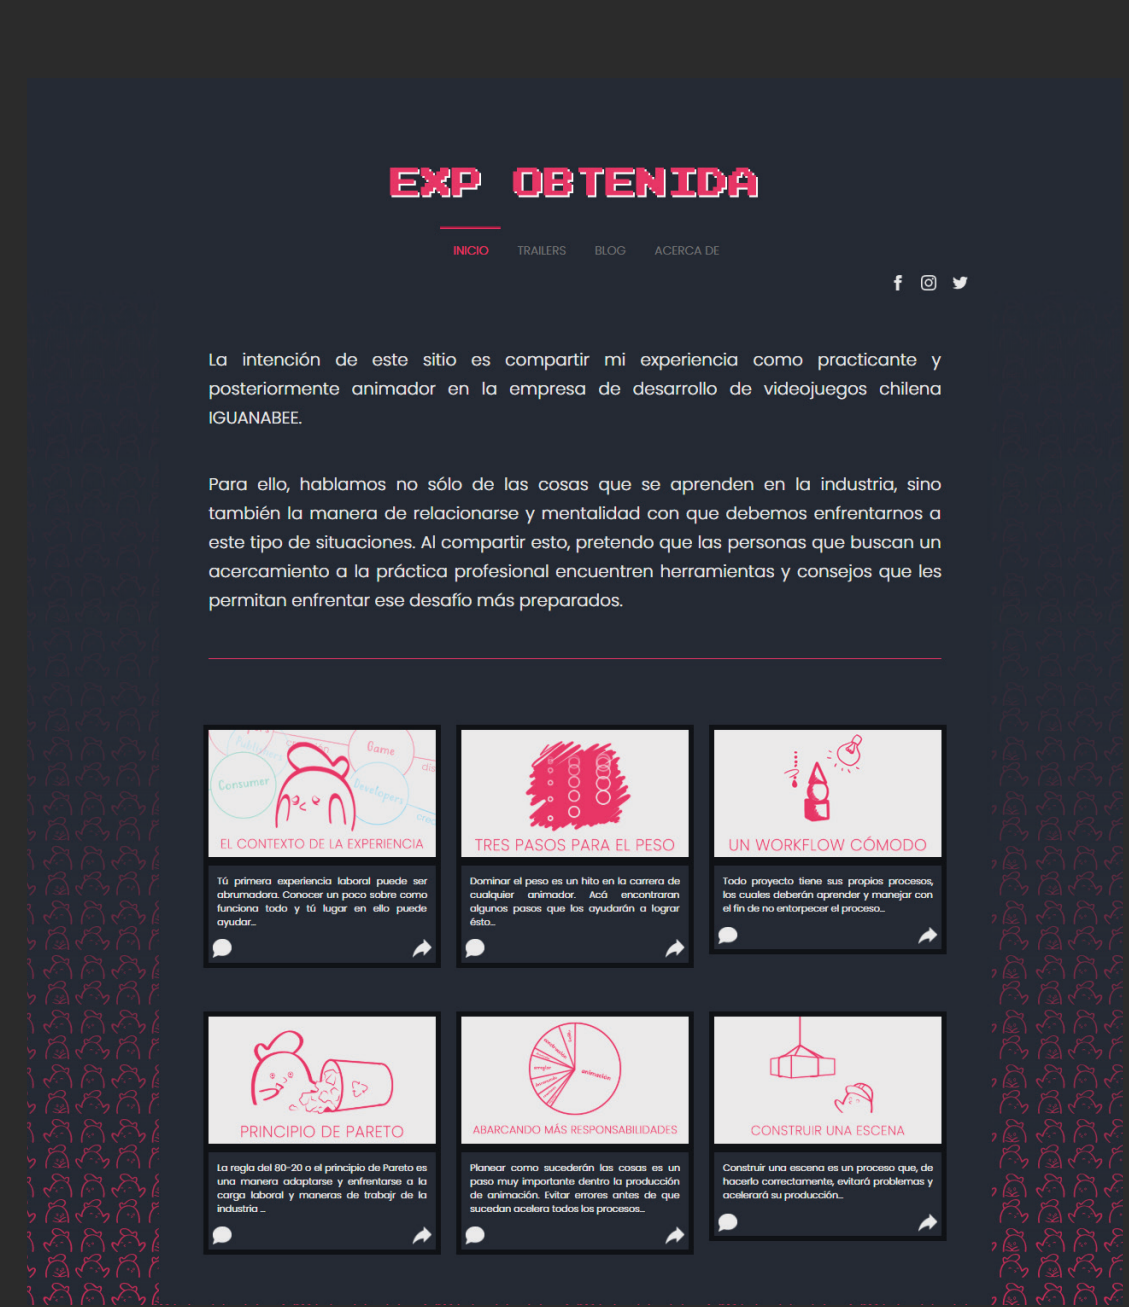 EXP OBTENIDA
INICIO TRAILERS BLOG ACERCA DE
La intención de este sitio es compartir mi experiencia como practicante y
posteriormente animador en la empresa de desarrollo de videojuegos chilena
IGUANABEE.
Para ello, hablamos no sólo de las cosas que se aprenden en la industria, sino
también la manera de relacionarse y mentalidad con que debemos enfrentarnos a
este tipo de situaciones. Al compartir esto, pretendo que las personas que buscan un
acercamiento a la práctica profesional encuentren herramientas y consejos que les
permitan enfrentar ese desafío más preparados.
Game
Consumer
Developers
EL CONTEXTO DE LA EXPERIENCIA
Tú primera experiencia laboral puede ser
abrumadora. Conocer un poco sobre como
funciona todo y tú lugar en ello puede
ayudar...
TRES PASOS PARA EL PESO
Dominar el peso es un hito en la carrera de
cualquier animador. Acá encontraran
algunos pasos que los ayudarán a lograr
ésto...
UN WORKFLOW CÓMODO
Todo proyecto tiene sus propios procesos,
los cuales deberán aprender y manejar con
el fin de no entorpecer el proceso...
PRINCIPIO DE PARETO
La regla del 80-20 o el principio de Pareto es
una manera adaptarse y enfrentarse a la
carga laboral y maneras de trabajr de la
industria ...
animación
ABARCANDO MÁS RESPONSABILIDADES
Planear como sucederán las cosas es un
paso muy importante dentro la producción
de animación. Evitar errores antes de que
sucedan acelera todos los procesos...
CONSTRUIR UNA ESCENA
Construir una escena es un proceso que, de
hacerlo correctamente, evitará problemas y
acelerará su producción...